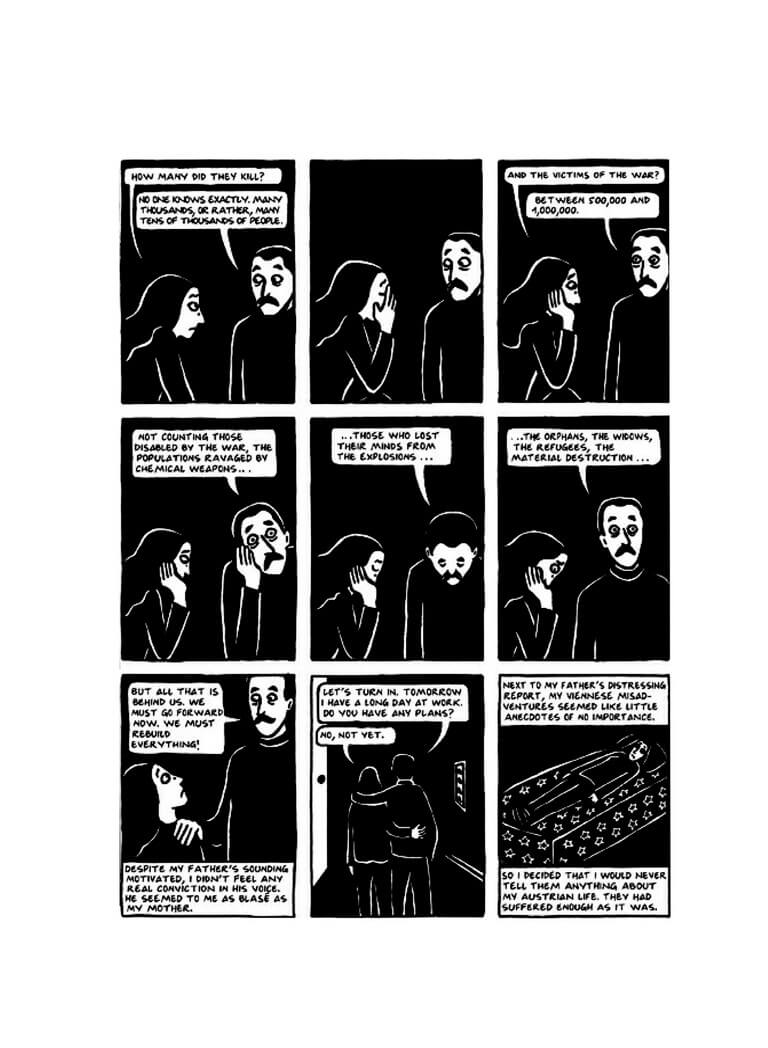 HOW MANY DID THEY KILL?
NO ONE KNOWS EXACTLY. MANY
THOUSANDS, OR RATHER, MANY
TENS OF THOUSANDS OF PEOPLE.
AND THE VICTIMS OF THE WAR?
BETWEEN 500,000 AND
1,000,000.
NOT COUNTING THOSE
DISABLED BY THE WAR, THE
POPULATIONS RAVAGED BY
CHEMICAL WEAPONS...
...THOSE WHO LOST
THEIR MINDS FROM
THE EXPLOSIONS ...
...THE ORPHANS, THE WIDOWS,
THE REFUGEES, THE
MATERIAL DESTRUCTION ...
BUT ALL THAT IS
BEHIND US. WE
MUST GO FORWARD
NOW. WE MUST
REBUILD
EVERYTHING!
DESPITE MY FATHER'S SOUNDING
MOTIVATED, I DIDN'T FEEL ANY
REAL CONVICTION IN HIS VOICE.
HE SEEMED TO ME AS BLASÉ AS
MY MOTHER.
LET'S TURN IN. TOMORROW
I HAVE A LONG DAY AT WORK.
DO YOU HAVE ANY PLANS?
NO, NOT YET.
NEXT TO MY FATHER'S DISTRESSING
REPORT, MY VIENNESE MISAD-
VENTURES SEEMED LIKE LITTLE
ANECDOTES OF NO IMPORTANCE.
SO I DECIDED THAT I WOULD NEVER
TELL THEM ANYTHING ABOUT
MY AUSTRIAN LIFE. THEY HAD
SUFFERED ENOUGH AS IT WAS.